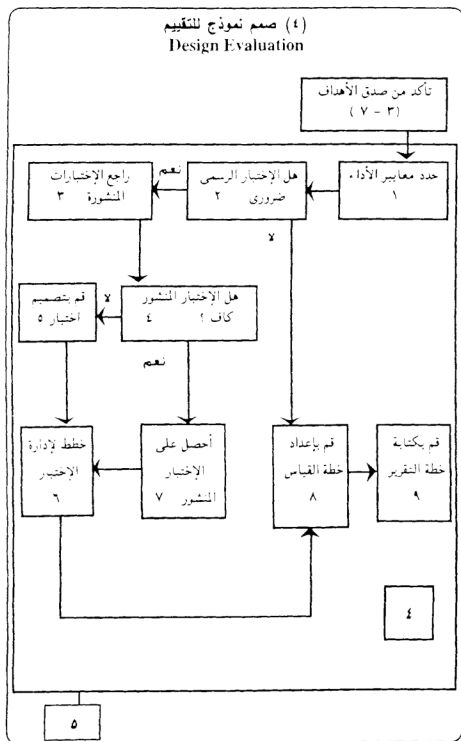 (٤) صمم نموذج للتقييم
Design Evaluation
تأكد من صدق الأهداف
(٣ - ٧ )
حدد معايير الأداء
١
هل الإختبار الرسمى
ضرورى ٢
نعم
راجع الإختبارات
المنشورة ٣
لا
هل الإختبار المنشور
كاف ؟ ٤
لا
قم بتصميم
اختبار ٥
نعم
خطط لإدارة
الإختبار
٦
أحصل على
الإختبار
المنشور ٧
قم بإعداد
خطة القياس
٨
قم بكتابة
خطة التقرير
٩
٤
٥